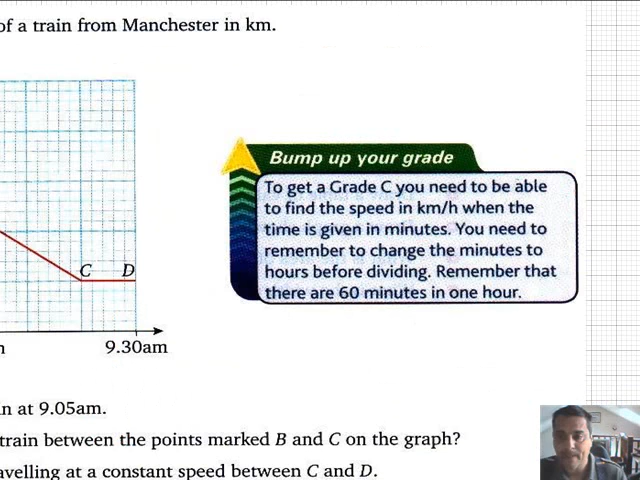 of a train from Manchester in km.
Bump up your grade
To get a Grade C you need to be able
to find the speed in km/h when the
time is given in minutes. You need to
remember to change the minutes to
hours before dividing. Remember that
there are 60 minutes in one hour.
C D
9.30am
at 9.05am.
train between the points marked B and C on the graph?
at a constant speed between C and D.